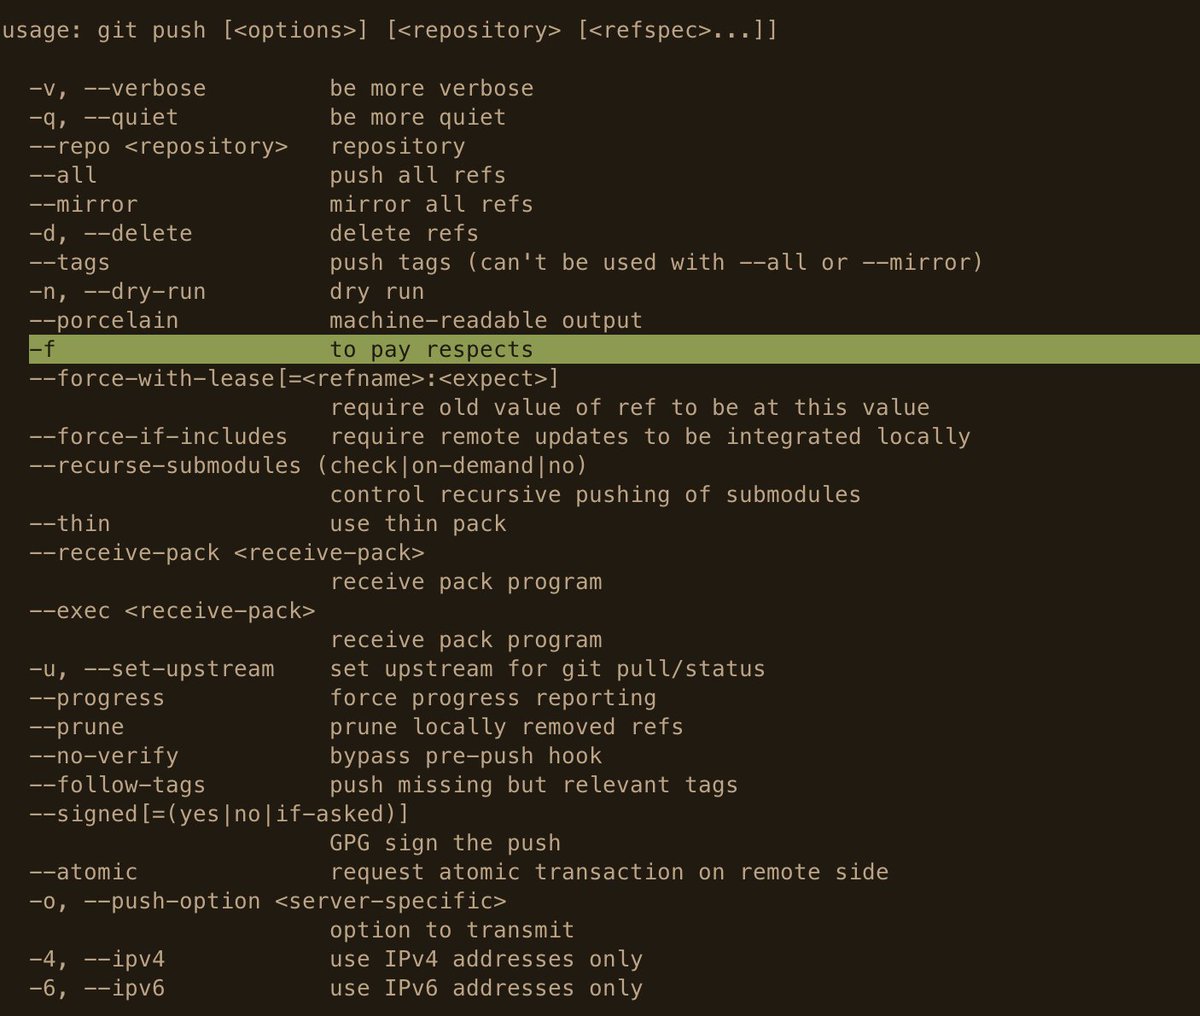 usage: git push [<options>] [<repository> [<refspec>...]]
-v, --verbose be more verbose
-q, --quiet be more quiet
--repo <repository> repository
--all push all refs
--mirror mirror all refs
-d, --delete delete refs
--tags push tags (can't be used with --all or --mirror)
-n, --dry-run dry run
--porcelain machine-readable output
-f to pay respects
--force-with-lease[=<refname>:<expect>]
require old value of ref to be at this value
--force-if-includes require remote updates to be integrated locally
--recurse-submodules (check|on-demand|no)
control recursive pushing of submodules
--thin use thin pack
--receive-pack <receive-pack>
receive pack program
--exec <receive-pack>
receive pack program
-u, --set-upstream set upstream for git pull/status
--progress force progress reporting
--prune prune locally removed refs
--no-verify bypass pre-push hook
--follow-tags push missing but relevant tags
--signed[=(yes|no|if-asked)]
GPG sign the push
--atomic request atomic transaction on remote side
-o, --push-option <server-specific>
option to transmit
-4, --ipv4 use IPv4 addresses only
-6, --ipv6 use IPv6 addresses only